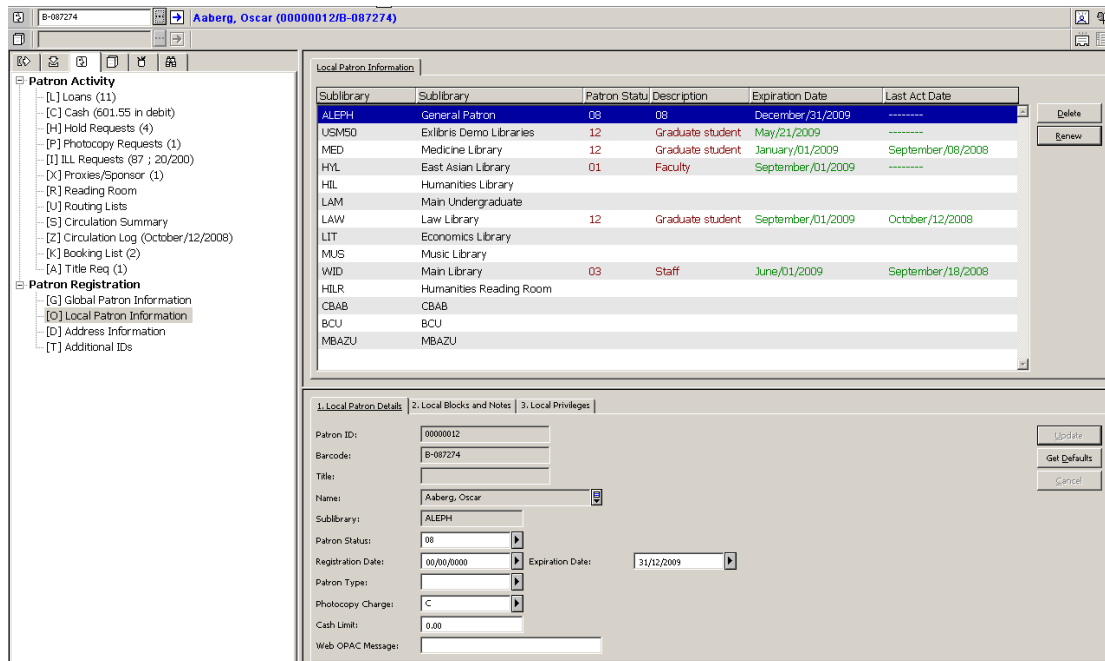 B-087274 ... Aaberg, Oscar (00000012/B-087274)
...
Patron Activity
[L] Loans (11)
[C] Cash (601.55 in debit)
[H] Hold Requests (4)
[P] Photocopy Requests (1)
[I] ILL Requests (87 ; 20/200)
[X] Proxies/Sponsor (1)
[R] Reading Room
[U] Routing Lists
[S] Circulation Summary
[Z] Circulation Log (October/12/2008)
[K] Booking List (2)
[A] Title Req (1)
Patron Registration
[G] Global Patron Information
[O] Local Patron Information
[D] Address Information
[T] Additional IDs
Local Patron Information
Sublibrary Sublibrary Patron Statu Description Expiration Date Last Act Date
ALEPH General Patron 08 08 December/31/2009 --------
USM50 Exlibris Demo Libraries 12 Graduate student May/21/2009 --------
MED Medicine Library 12 Graduate student January/01/2009 September/08/2008
HYL East Asian Library 01 Faculty September/01/2009 --------
HIL Humanities Library
LAM Main Undergraduate
LAW Law Library 12 Graduate student September/01/2009 October/12/2008
LIT Economics Library
MUS Music Library
WID Main Library 03 Staff June/01/2009 September/18/2008
HILR Humanities Reading Room
CBAB CBAB
BCU BCU
MBAZU MBAZU
Delete
Renew
1. Local Patron Details 2. Local Blocks and Notes 3. Local Privileges
Patron ID: 00000012
Barcode: B-087274
Title:
Name: Aaberg, Oscar
Sublibrary: ALEPH
Patron Status: 08
Registration Date: 00/00/0000 Expiration Date: 31/12/2009
Patron Type:
Photocopy Charge: C
Cash Limit: 0.00
Web OPAC Message:
Update
Get Defaults
Cancel